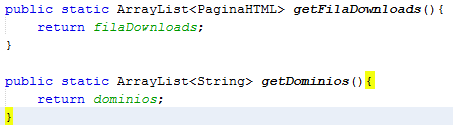 public static ArrayList<PaginaHTML> getFilaDownloads(){
return filaDownloads;
}
public static ArrayList<String> getDominios(){
return dominios;
}